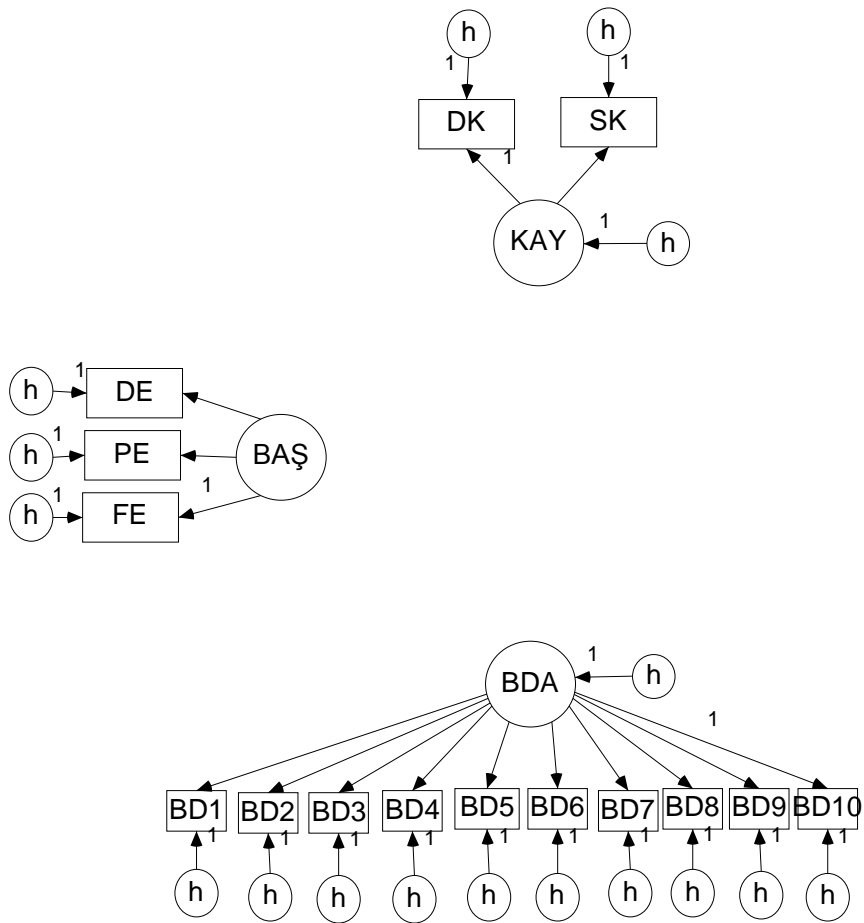 h h
1 1
DK SK
1
KAY 1 h
h 1 DE
h 1 PE BAŞ
h 1 FE 1
BDA 1 h
1
BD1 BD2 BD3 BD4 BD5 BD6 BD7 BD8 BD9 BD10
1 1 1 1 1 1 1 1 1 1
h h h h h h h h h h